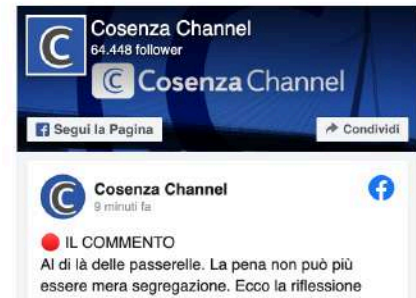 Cosenza Channel
64.448 follower
C Cosenza Channel
Segui la Pagina
Condividi
Cosenza Channel
9 minuti fa
IL COMMENTO
Al di là delle passerelle. La pena non può più
essere mera segregazione. Ecco la riflessione